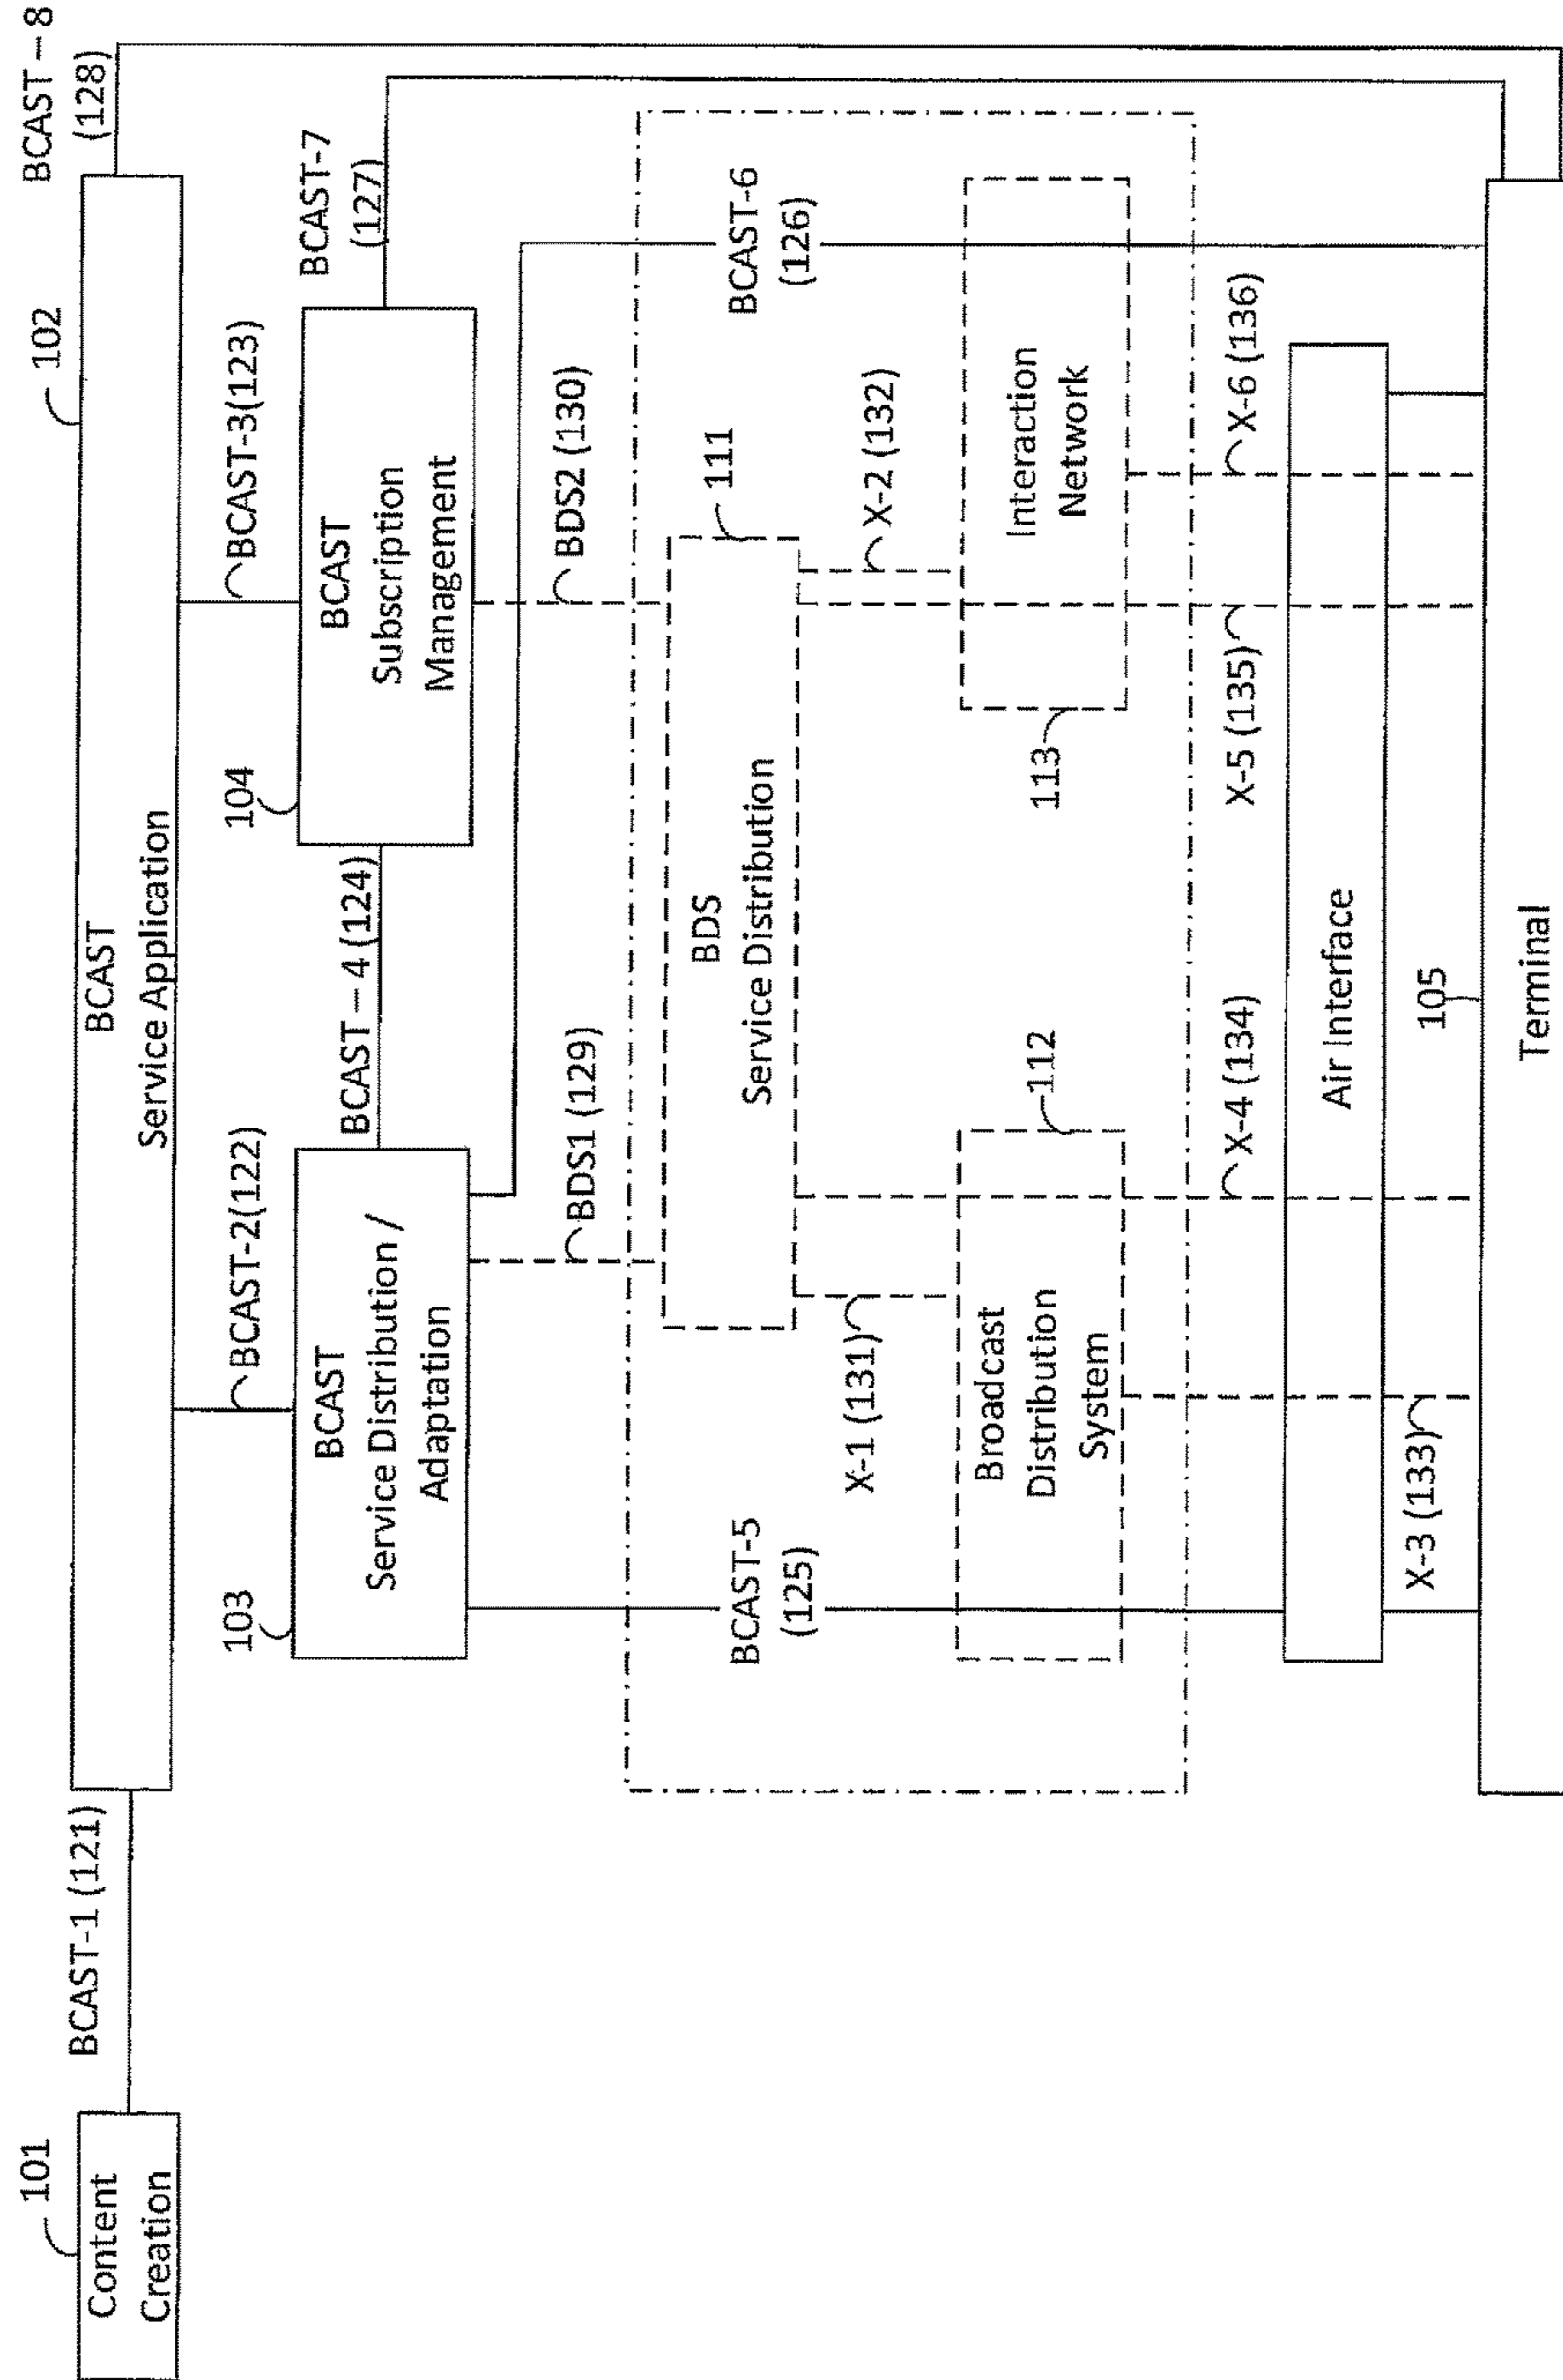 101
Content
Creation
BCAST-1 (121)
BCAST
Service Application
102
BCAST – 8
(128)
BCAST-2(122)
BCAST-3(123)
103
BCAST
Service Distribution /
Adaptation
BCAST – 4 (124)
104
BCAST
Subscription
Management
BCAST-7
(127)
BDS1 (129)
BDS2 (130)
BCAST-5
(125)
BDS
Service Distribution
111
BCAST-6
(126)
X-1 (131)
X-2 (132)
Broadcast
Distribution
System
112
113
Interaction
Network
X-4 (134)
X-5 (135)
X-6 (136)
Air Interface
X-3 (133)
105
Terminal